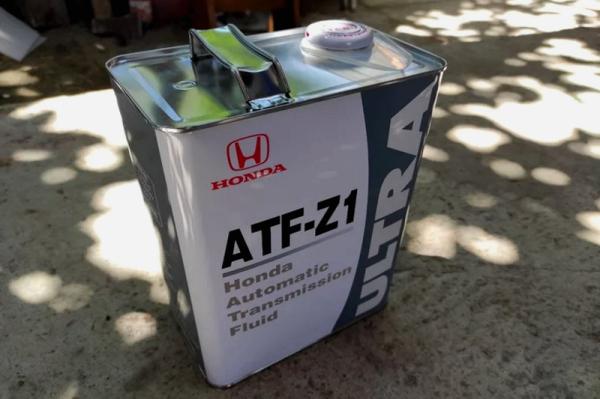 HONDA
ATF-Z1
Honda
Automatic
Transmission
Fluid
ULTRA